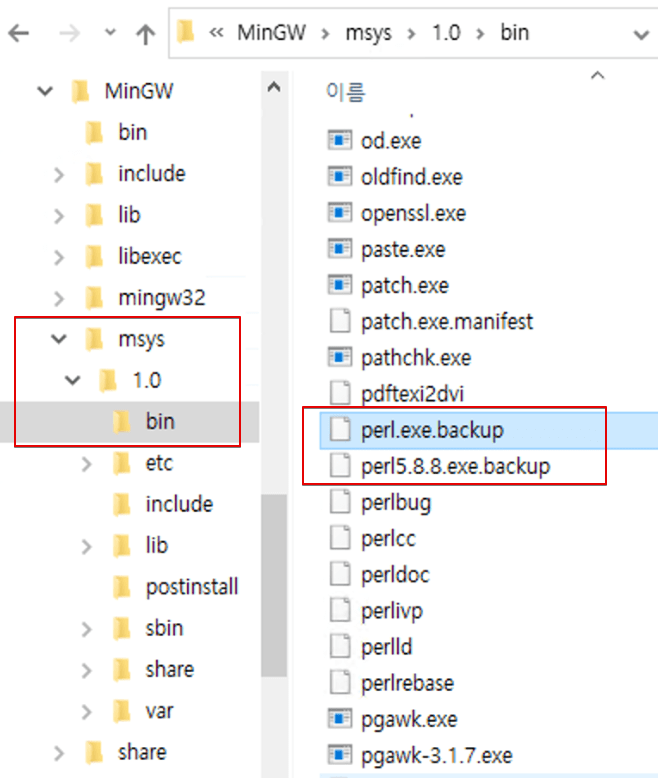 « MinGW > msys > 1.0 > bin
MinGW
bin
include
lib
libexec
mingw32
msys
1.0
bin
etc
include
lib
postinstall
sbin
share
var
share
이름
od.exe
oldfind.exe
openssl.exe
paste.exe
patch.exe
patch.exe.manifest
pathchk.exe
pdftexi2dvi
perl.exe.backup
perl5.8.8.exe.backup
perlbug
perlcc
perldoc
perlivp
perlld
perlrebase
pgawk.exe
pgawk-3.1.7.exe